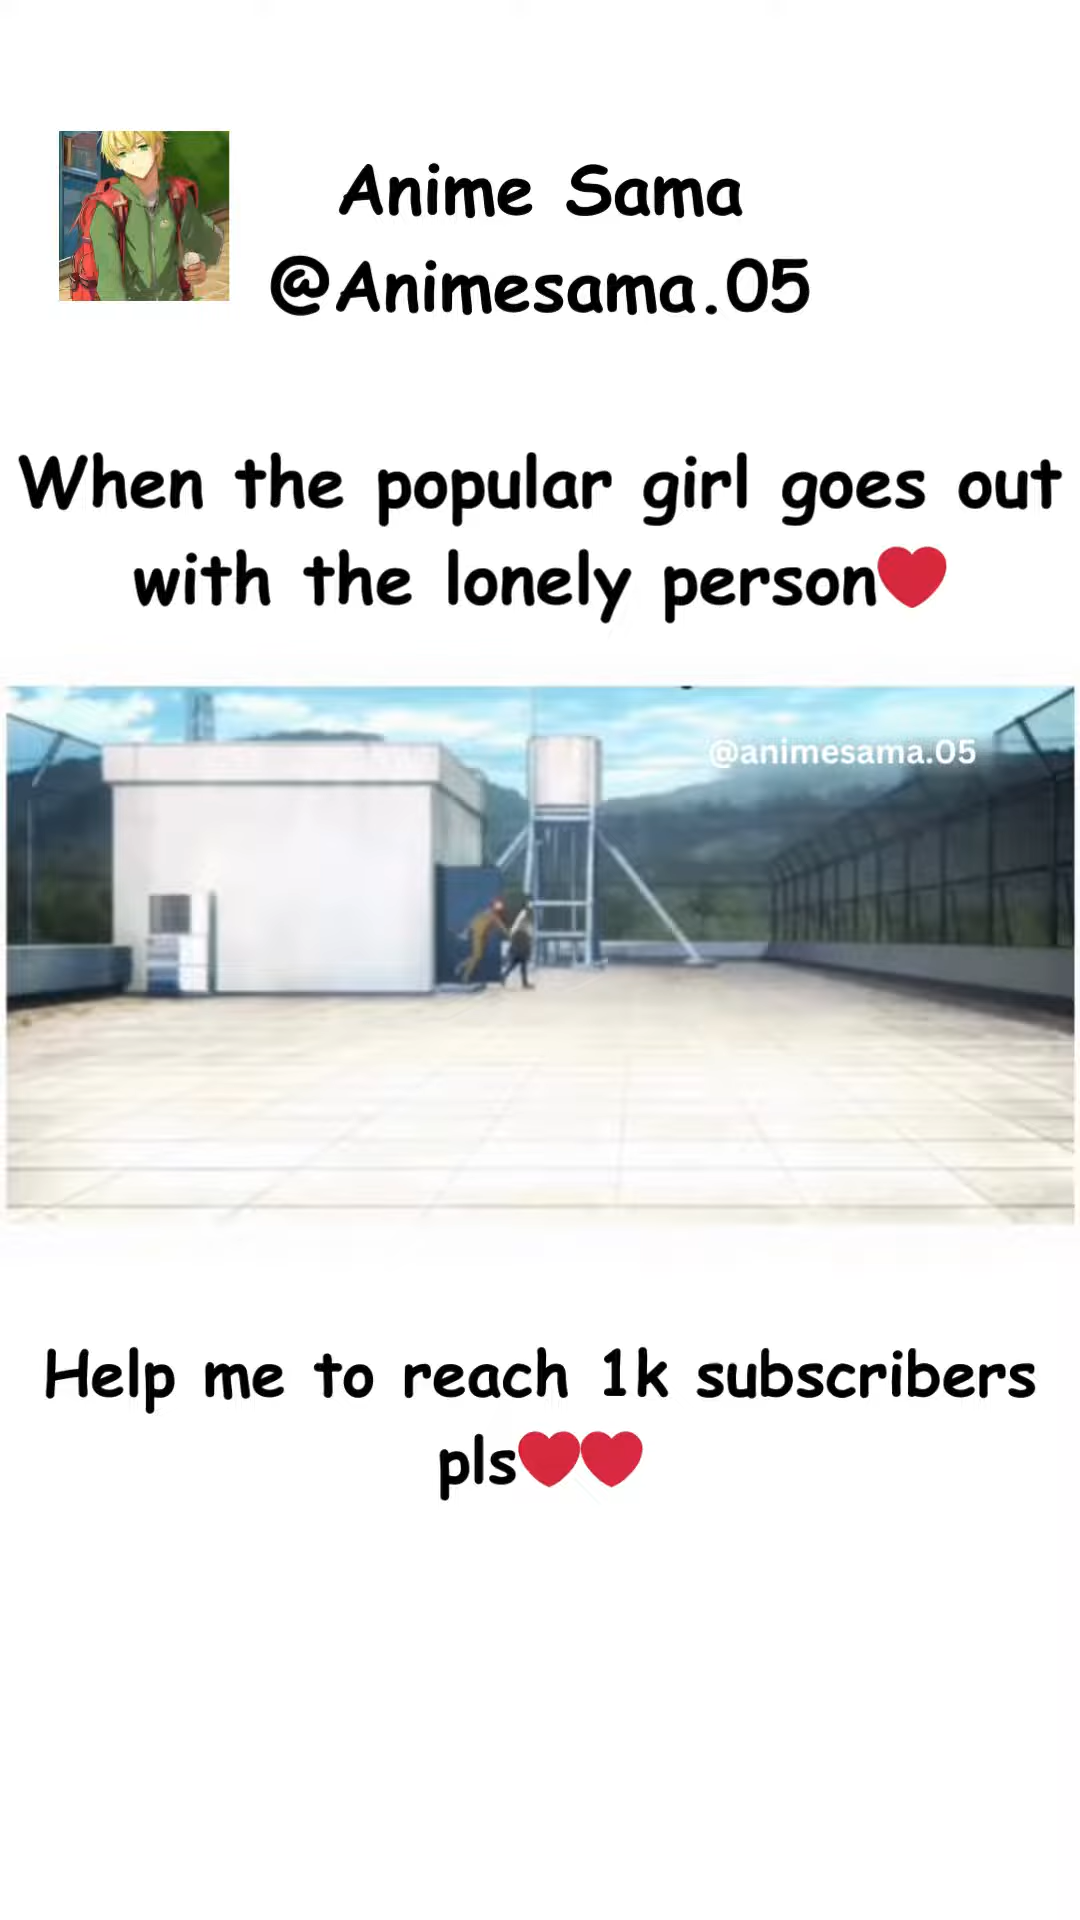 Anime Sama
@Animesama.05
When the popular girl goes out
with the lonely person❤️
@animesama.05
Help me to reach 1k subscribers
pls❤️❤️